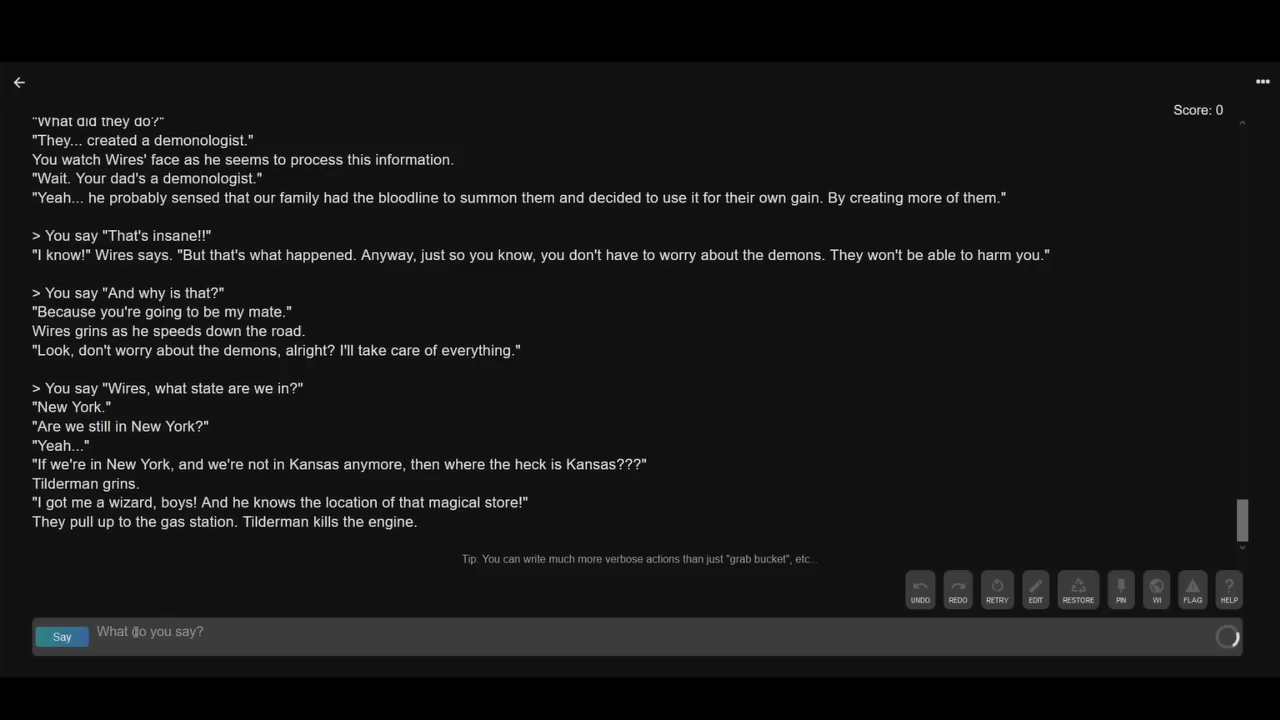 Score: 0
"What did they do?"
"They... created a demonologist."
You watch Wires' face as he seems to process this information.
"Wait. Your dad's a demonologist."
"Yeah... he probably sensed that our family had the bloodline to summon them and decided to use it for their own gain. By creating more of them."
> You say "That's insane!!"
"I know!" Wires says. "But that's what happened. Anyway, just so you know, you don't have to worry about the demons. They won't be able to harm you."
> You say "And why is that?"
"Because you're going to be my mate."
Wires grins as he speeds down the road.
"Look, don't worry about the demons, alright? I'll take care of everything."
> You say "Wires, what state are we in?"
"New York."
"Are we still in New York?"
"Yeah..."
"If we're in New York, and we're not in Kansas anymore, then where the heck is Kansas???"
Tilderman grins.
"I got me a wizard, boys! And he knows the location of that magical store!"
They pull up to the gas station. Tilderman kills the engine.
Tip: You can write much more verbose actions than just "grab bucket", etc...
UNDO REDO RETRY EDIT RESTORE PIN WI FLAG HELP
Say What do you say?